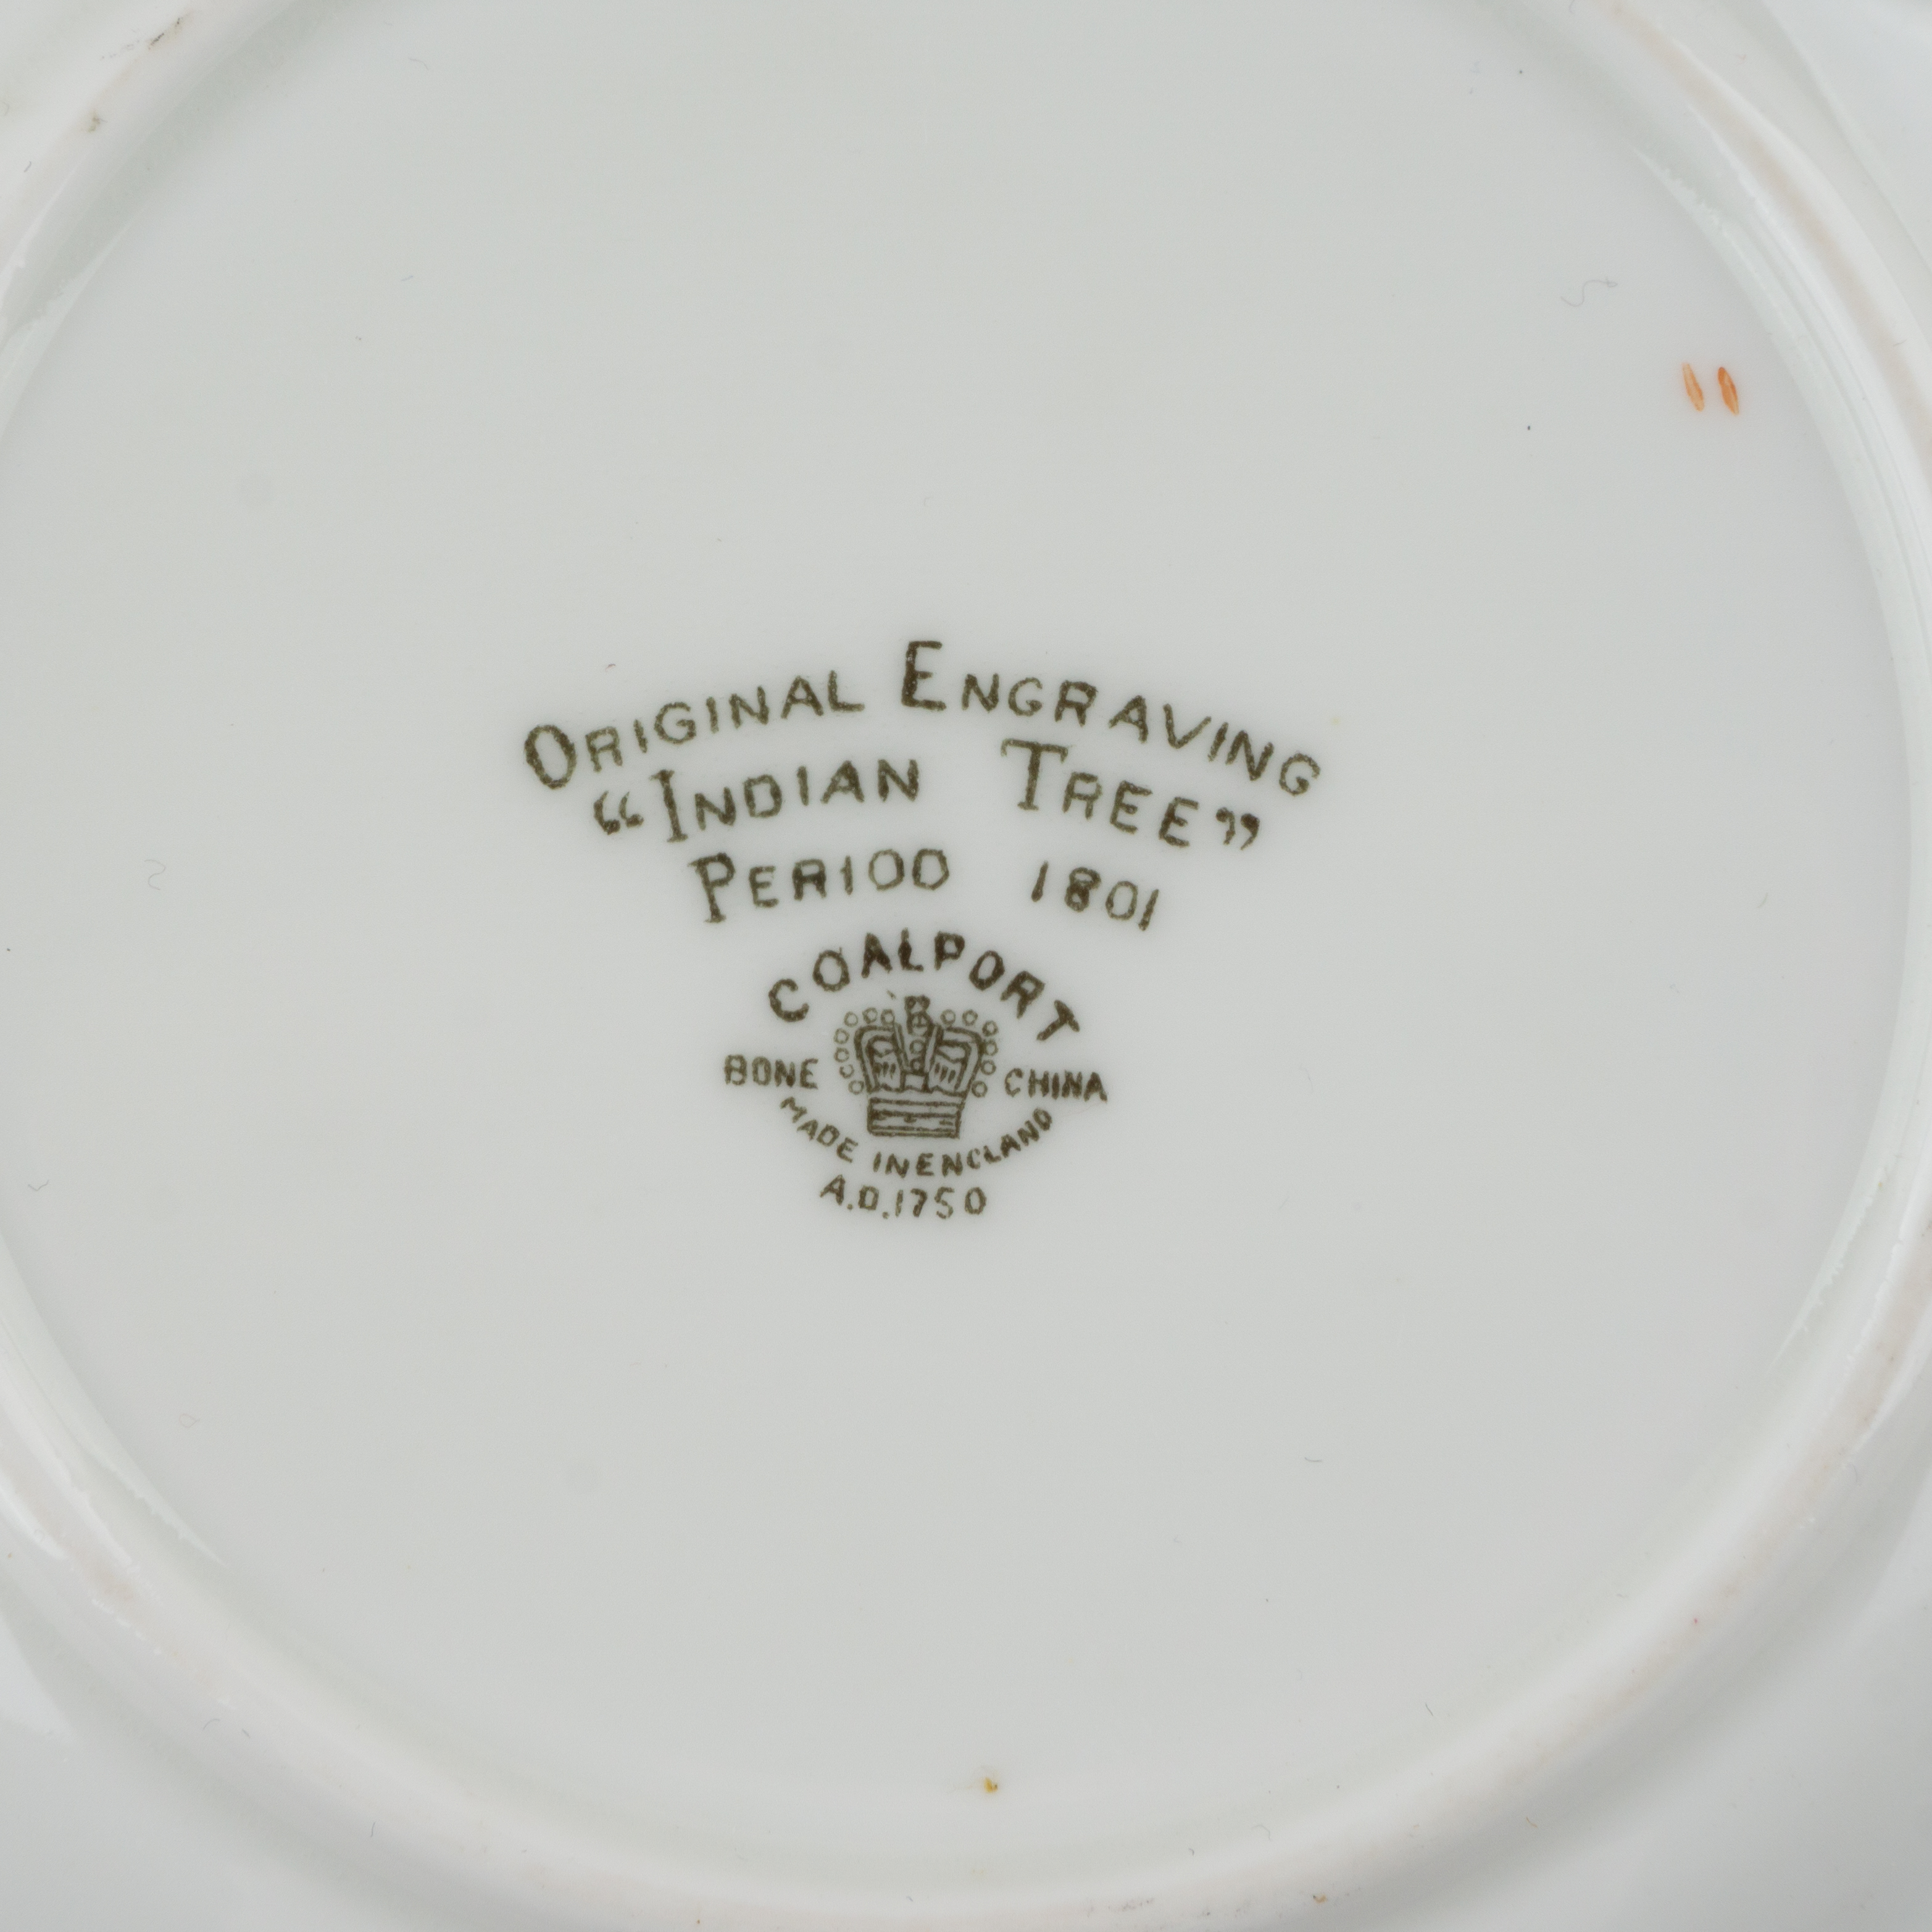 ORIGINAL ENGRAVING
“INDIAN TREE”
PERIOD 1801
COALPORT
BONE CHINA
MADE IN ENGLAND
A.D.1750